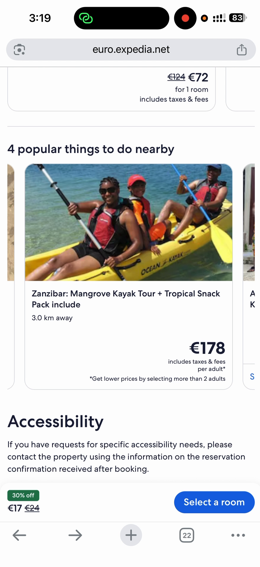 3:19
83
euro.expedia.net
€124 €72
for 1 room
includes taxes & fees
4 popular things to do nearby
OCEAN KAYAK
Zanzibar: Mangrove Kayak Tour + Tropical Snack
Pack include
3.0 km away
€178
includes taxes & fees
per adult*
*Get lower prices by selecting more than 2 adults
A
K
S
Accessibility
If you have requests for specific accessibility needs, please
contact the property using the information on the reservation
confirmation received after booking.
30% off
€17 €24
Select a room
22